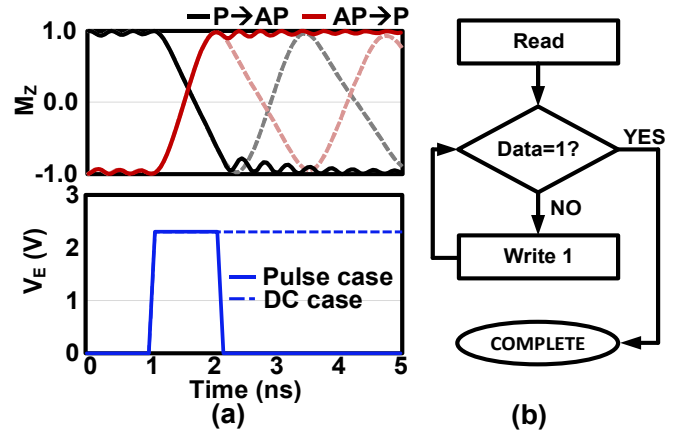 P→AP AP→P
1.0
0.0
-1.0
M_Z
3
2
1
0
V_E (V)
Pulse case
DC case
0 1 2 3 4 5
Time (ns)
(a)
Read
Data=1?
YES
NO
Write 1
COMPLETE
(b)